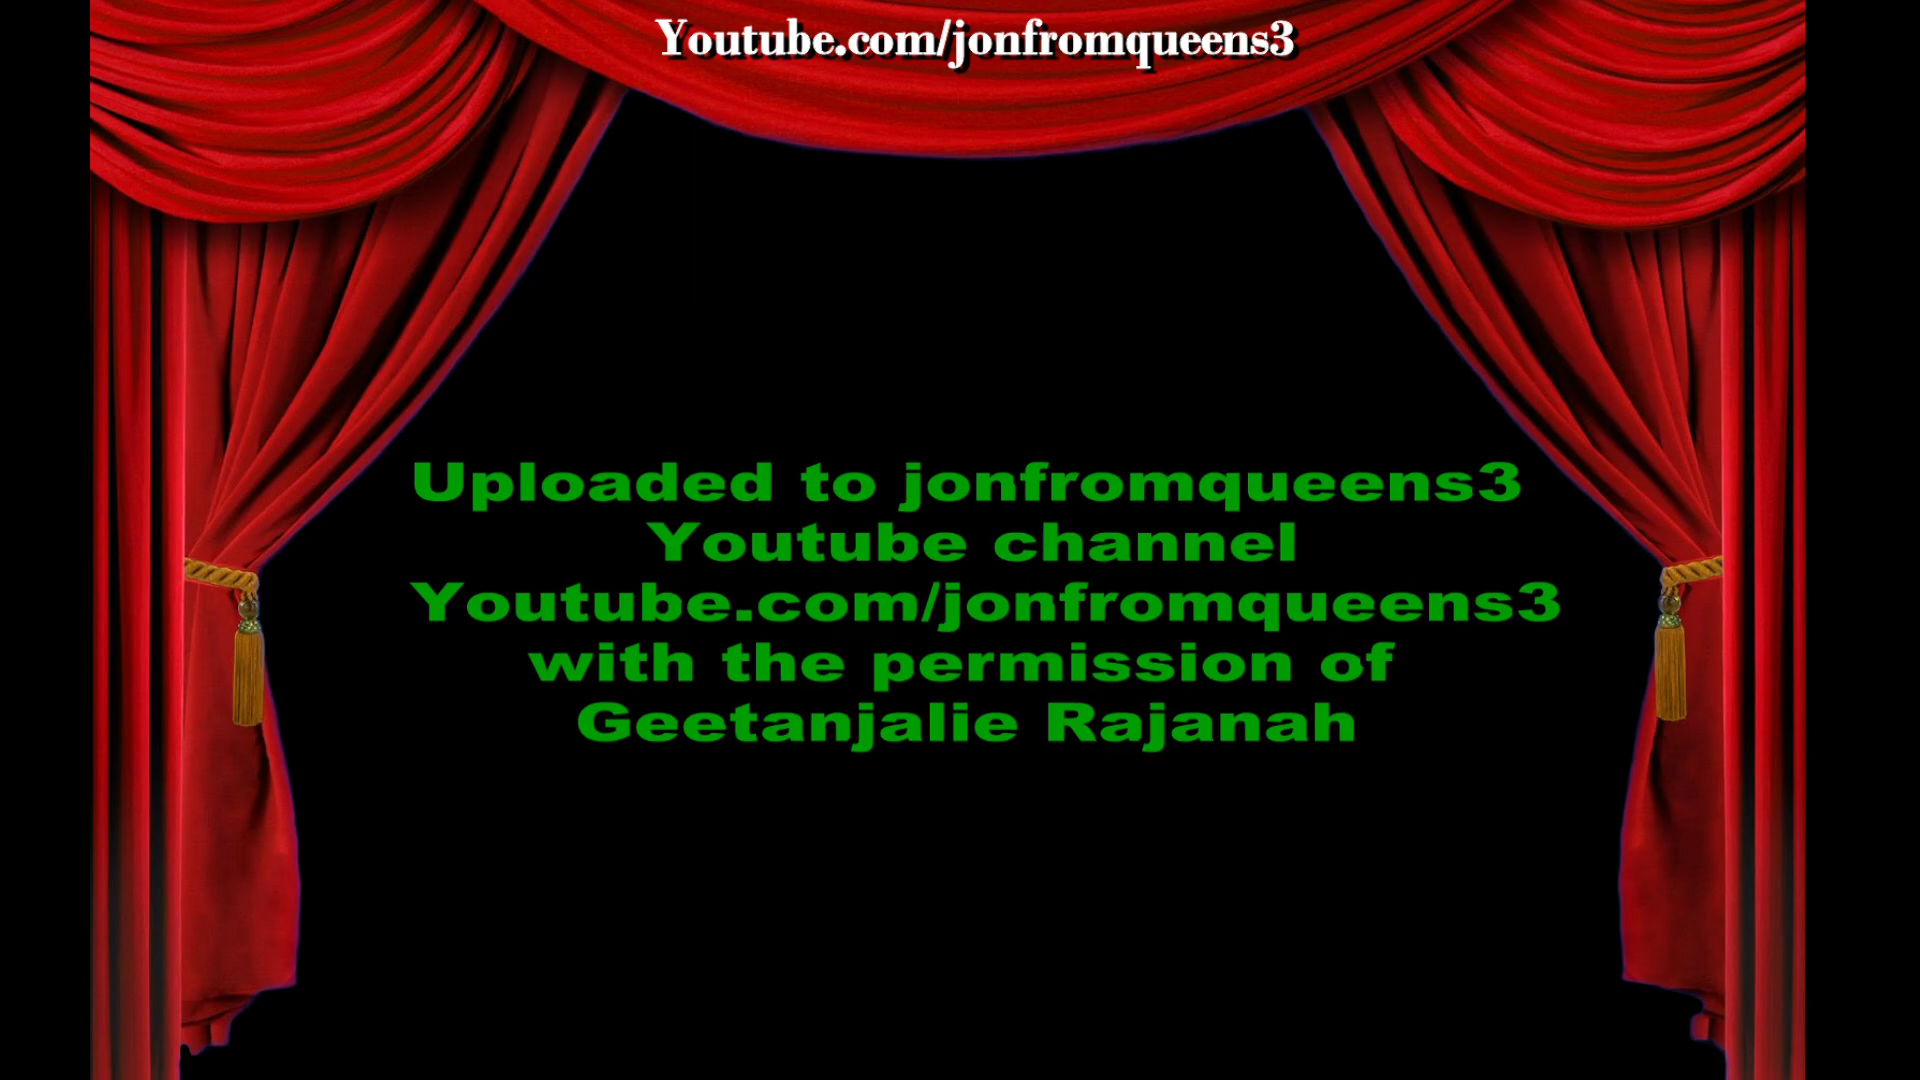 Youtube.com/jonfromqueens3
Uploaded to jonfromqueens3
Youtube channel
Youtube.com/jonfromqueens3
with the permission of
Geetanjalie Rajanah